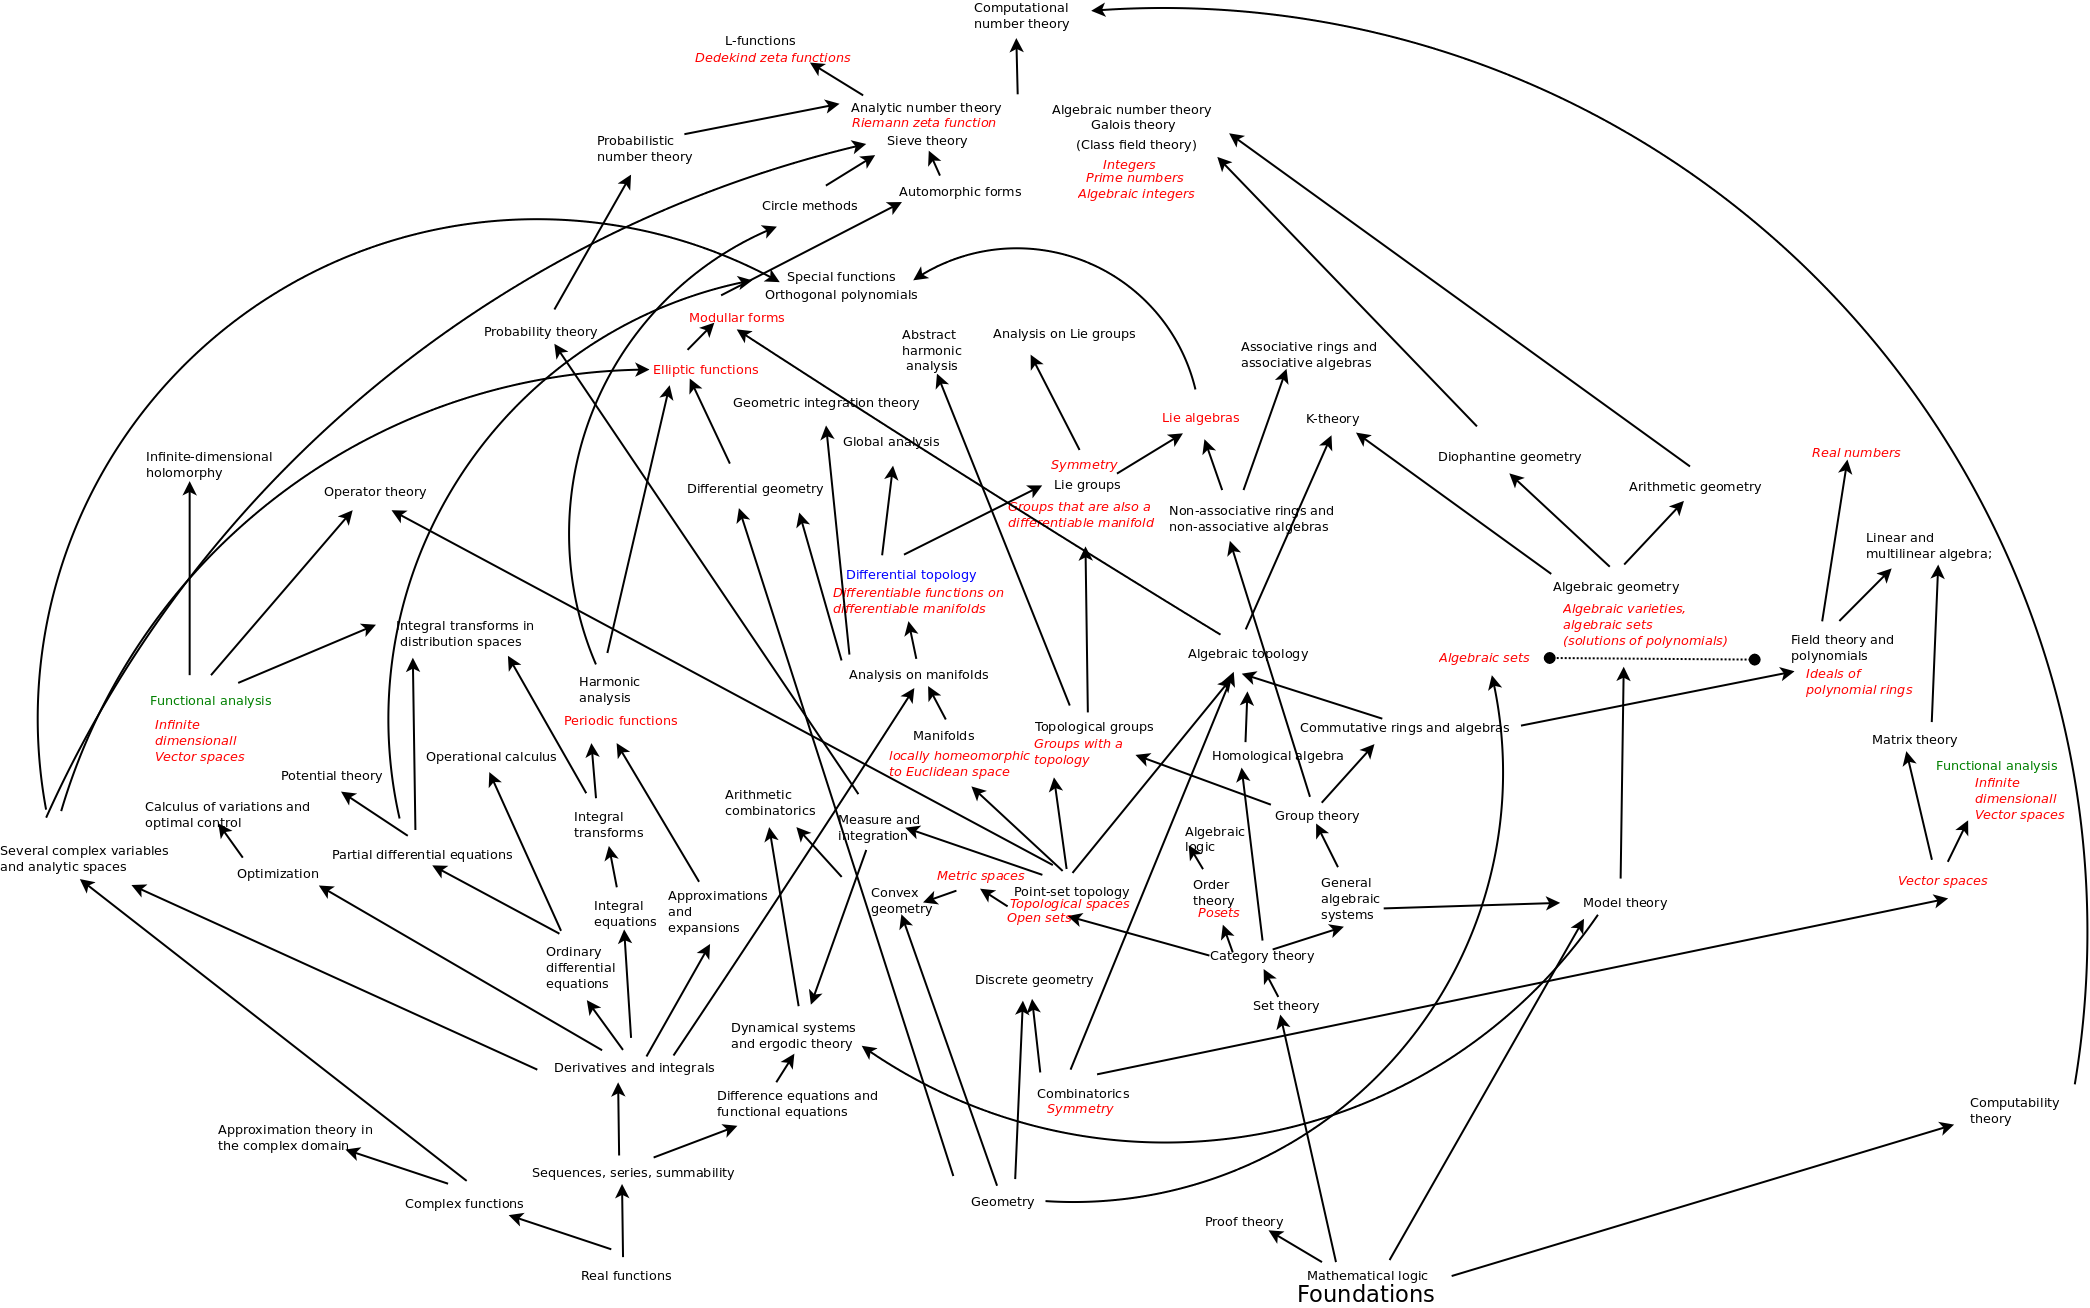 Computational
number theory
L-functions
Dedekind zeta functions
Analytic number theory
Riemann zeta function
Sieve theory
Algebraic number theory
Galois theory
(Class field theory)
Integers
Prime numbers
Algebraic integers
Probabilistic
number theory
Automorphic forms
Circle methods
Special functions
Orthogonal polynomials
Modullar forms
Probability theory
Abstract
harmonic
analysis
Analysis on Lie groups
Associative rings and
associative algebras
Elliptic functions
Geometric integration theory
Global analysis
Lie algebras
K-theory
Infinite-dimensional
holomorphy
Operator theory
Differential geometry
Symmetry
Lie groups
Groups that are also a
differentiable manifold
Non-associative rings and
non-associative algebras
Diophantine geometry
Arithmetic geometry
Real numbers
Linear and
multilinear algebra;
Differential topology
Differentiable functions on
differentiable manifolds
Algebraic geometry
Algebraic varieties,
algebraic sets
(solutions of polynomials)
Integral transforms in
distribution spaces
Algebraic topology
Algebraic sets
Field theory and
polynomials
Ideals of
polynomial rings
Functional analysis
Infinite
dimensionall
Vector spaces
Harmonic
analysis
Periodic functions
Analysis on manifolds
Manifolds
locally homeomorphic
to Euclidean space
Topological groups
Groups with a
topology
Homological algebra
Commutative rings and algebras
Matrix theory
Functional analysis
Infinite
dimensionall
Vector spaces
Potential theory
Operational calculus
Calculus of variations and
optimal control
Integral
transforms
Arithmetic
combinatorics
Measure and
integration
Group theory
Algebraic
logic
Several complex variables
and analytic spaces
Optimization
Partial differential equations
Metric spaces
Point-set topology
Topological spaces
Open sets
Convex
geometry
Order
theory
Posets
General
algebraic
systems
Model theory
Vector spaces
Integral
equations
Approximations
and
expansions
Ordinary
differential
equations
Category theory
Discrete geometry
Set theory
Dynamical systems
and ergodic theory
Derivatives and integrals
Difference equations and
functional equations
Combinatorics
Symmetry
Computability
theory
Approximation theory in
the complex domain
Sequences, series, summability
Complex functions
Geometry
Proof theory
Real functions
Mathematical logic
Foundations